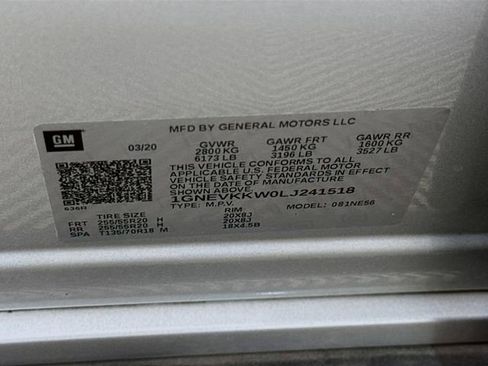 GM
MFD BY GENERAL MOTORS LLC
03/20 GVWR GAWR FRT GAWR RR
2800 KG 1450 KG 1600 KG
6173 LB 3196 LB 3527 LB
THIS VEHICLE CONFORMS TO ALL
APPLICABLE U.S. FEDERAL MOTOR
VEHICLE SAFETY STANDARDS IN EFFECT
ON THE DATE OF MANUFACTURE
SHOWN ABOVE.
1GNEVKKW0LJ241518
TYPE: M.P.V. MODEL: 081NE56
TIRE SIZE RIM
FRT 255/55R20 H 20X8J
RR 255/55R20 H 20X8J
SPA T135/70R18 M 18X4.5B